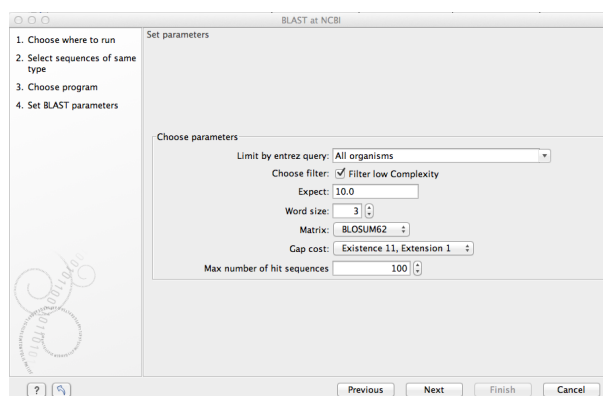 BLAST at NCBI
1. Choose where to run
2. Select sequences of same
type
3. Choose program
4. Set BLAST parameters
Set parameters
Choose parameters
Limit by entrez query: All organisms
Choose filter: Filter low Complexity
Expect: 10.0
Word size: 3
Matrix: BLOSUM62
Gap cost: Existence 11, Extension 1
Max number of hit sequences 100
? Previous Next Finish Cancel